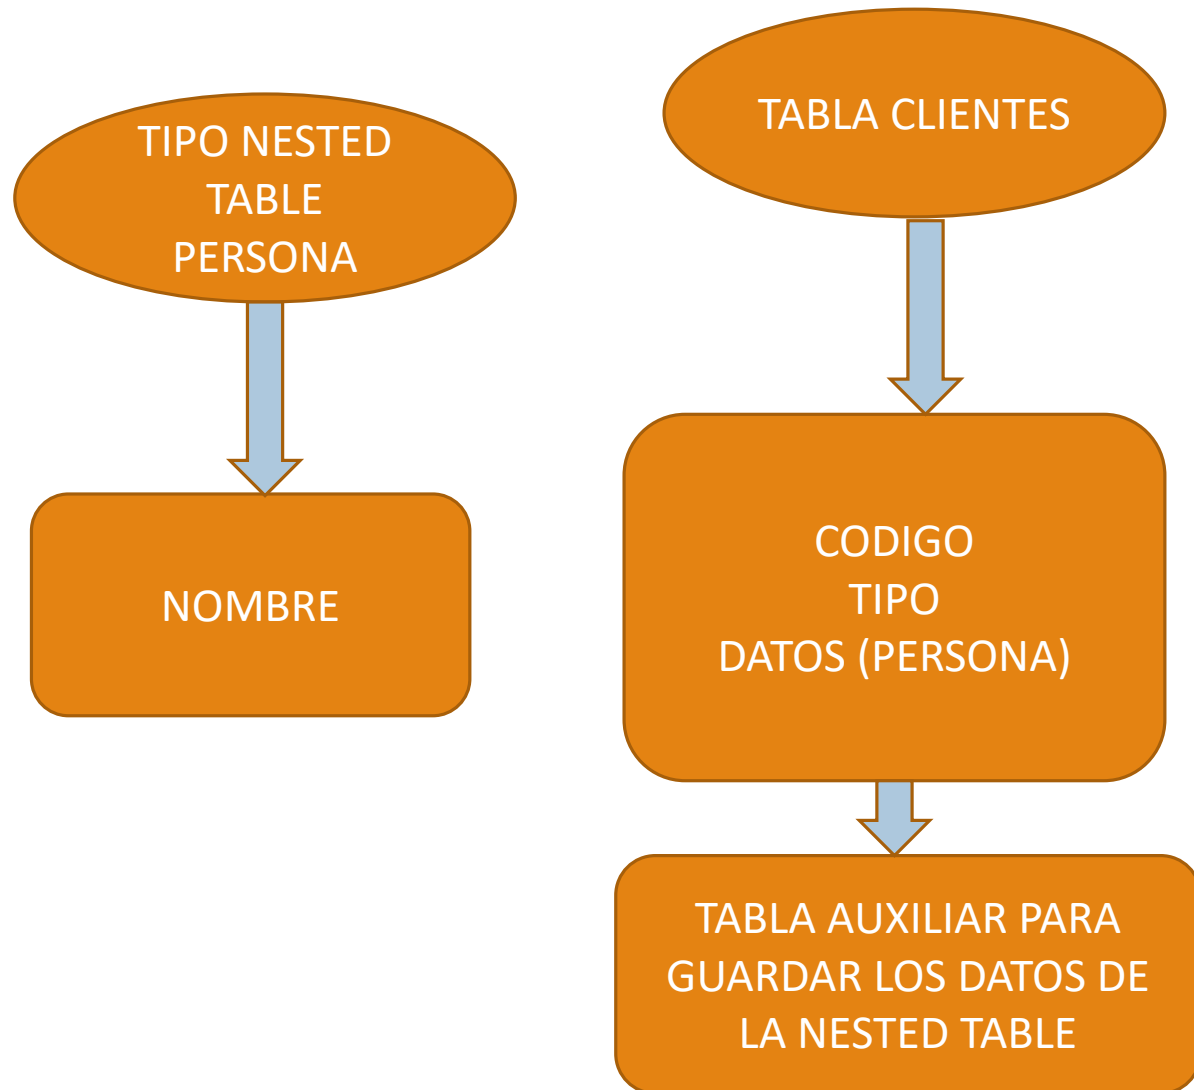 TIPO NESTED
TABLE
PERSONA
NOMBRE
TABLA CLIENTES
CODIGO
TIPO
DATOS (PERSONA)
TABLA AUXILIAR PARA
GUARDAR LOS DATOS DE
LA NESTED TABLE